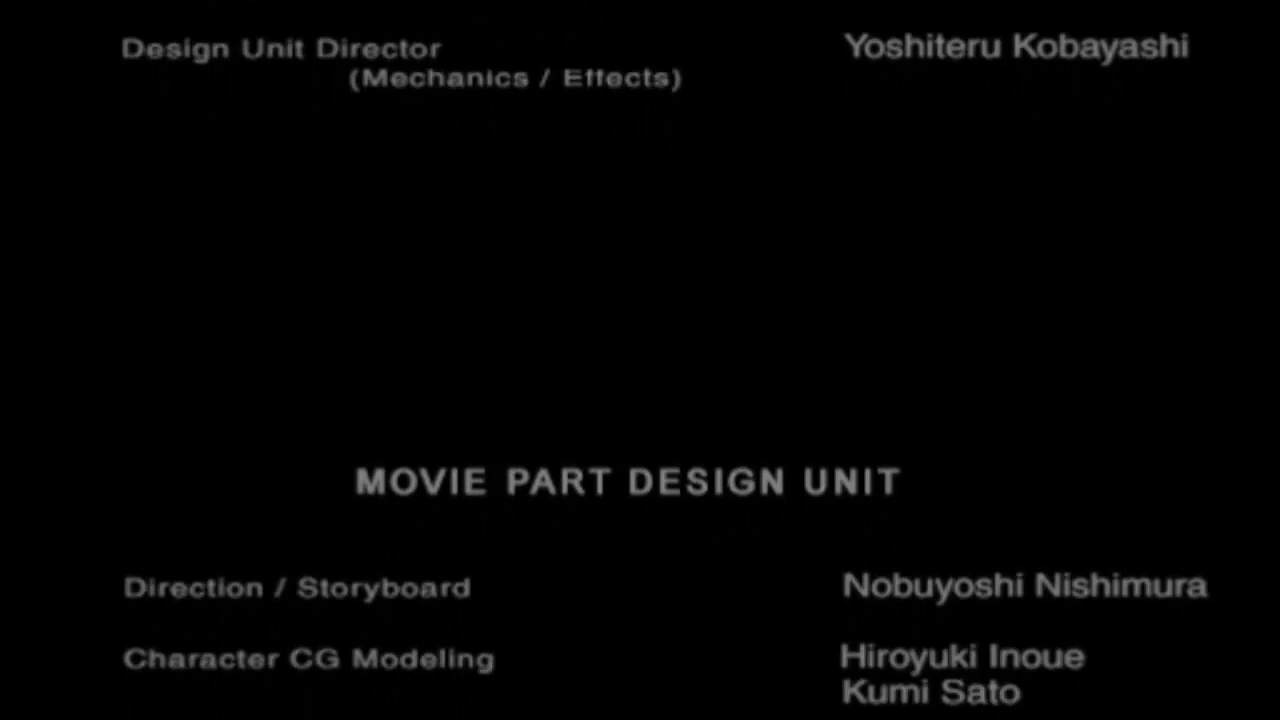 Design Unit Director
Yoshiteru Kobayashi
(Mechanics / Effects)
MOVIE PART DESIGN UNIT
Direction / Storyboard
Nobuyoshi Nishimura
Character CG Modeling
Hiroyuki Inoue
Kumi Sato